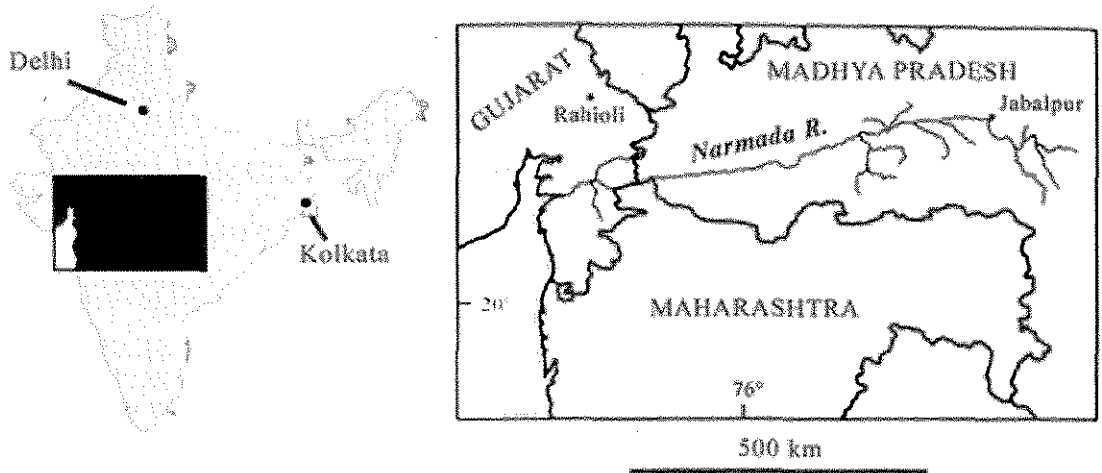 Delhi
Kolkata
GUJARAT
Rahioli
MADHYA PRADESH
Jabalpur
Narmada R.
20°
MAHARASHTRA
76°
500 km